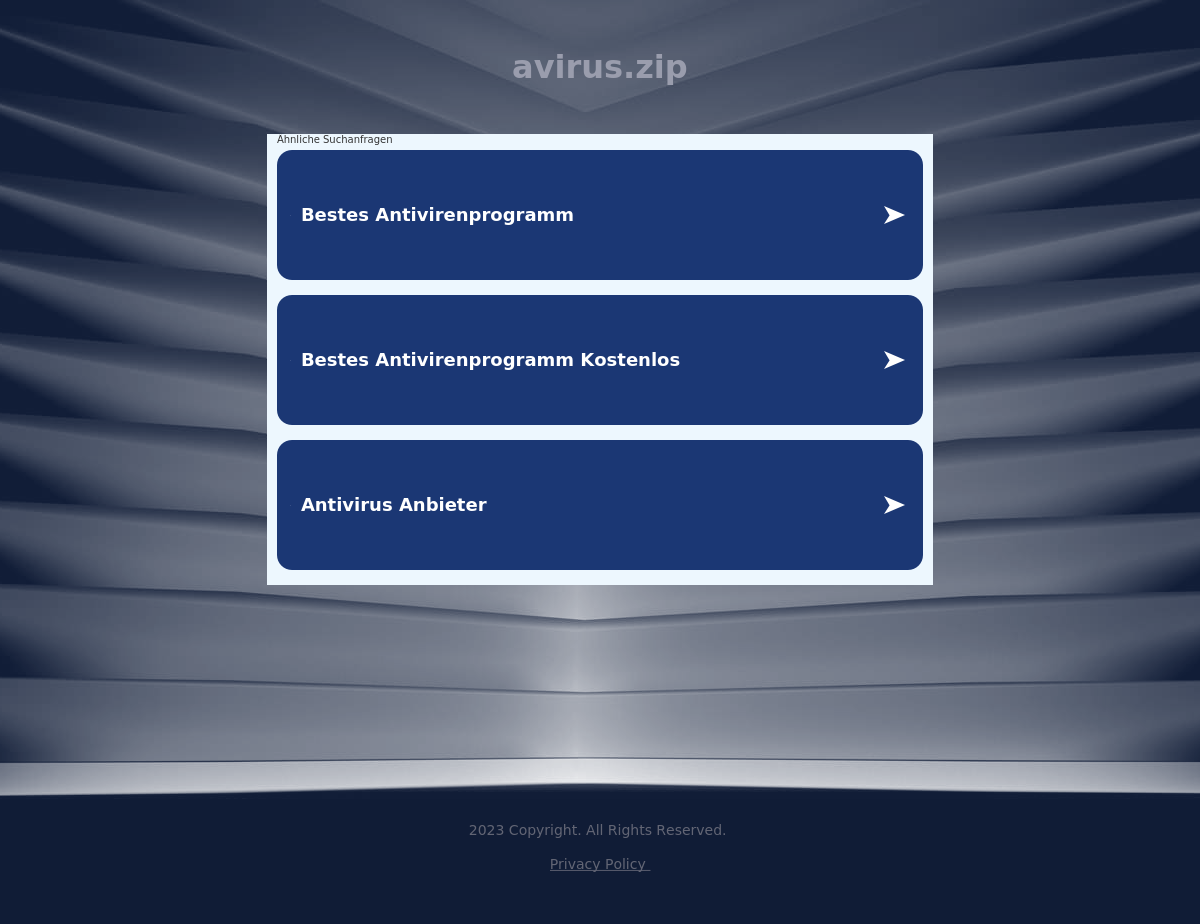 avirus.zip
Ähnliche Suchanfragen
Bestes Antivirenprogramm
Bestes Antivirenprogramm Kostenlos
Antivirus Anbieter
2023 Copyright. All Rights Reserved.
Privacy Policy